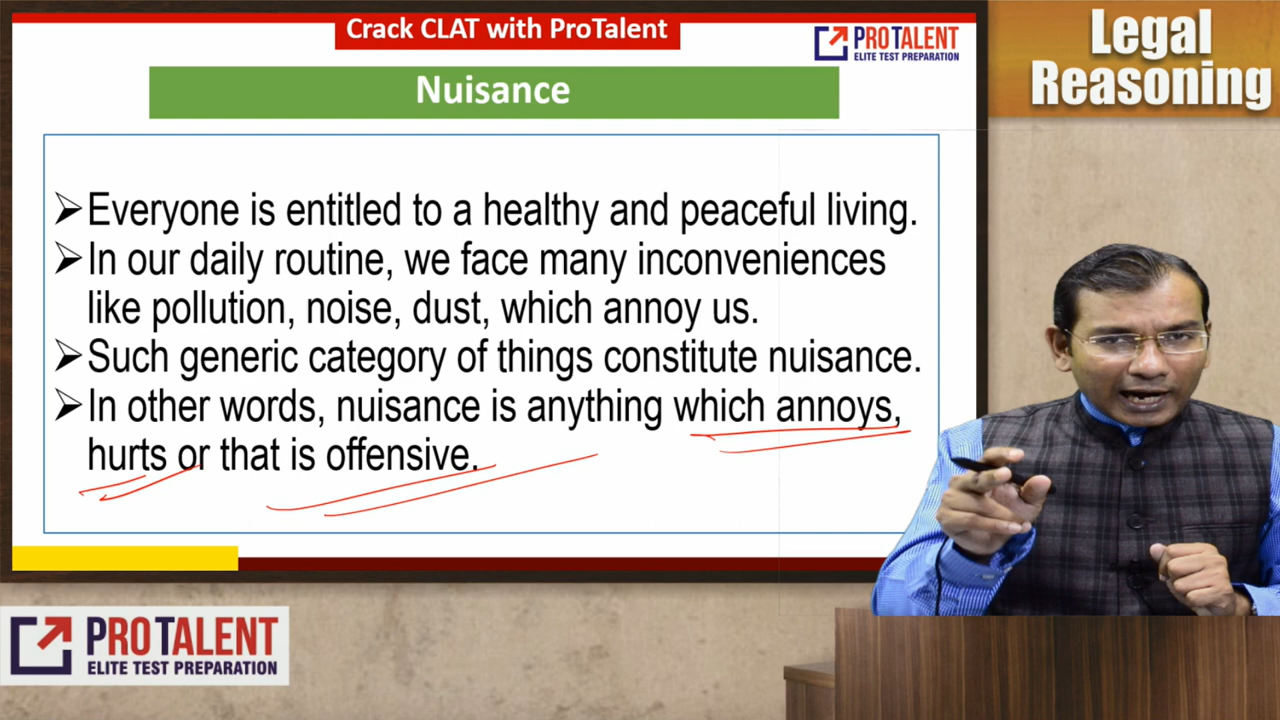 Crack CLAT with ProTalent
PROTALENT
ELITE TEST PREPARATION
Legal
Reasoning
Nuisance
➢Everyone is entitled to a healthy and peaceful living.
➢In our daily routine, we face many inconveniences
like pollution, noise, dust, which annoy us.
➢Such generic category of things constitute nuisance.
➢In other words, nuisance is anything which annoys,
hurts or that is offensive.
PROTALENT
ELITE TEST PREPARATION